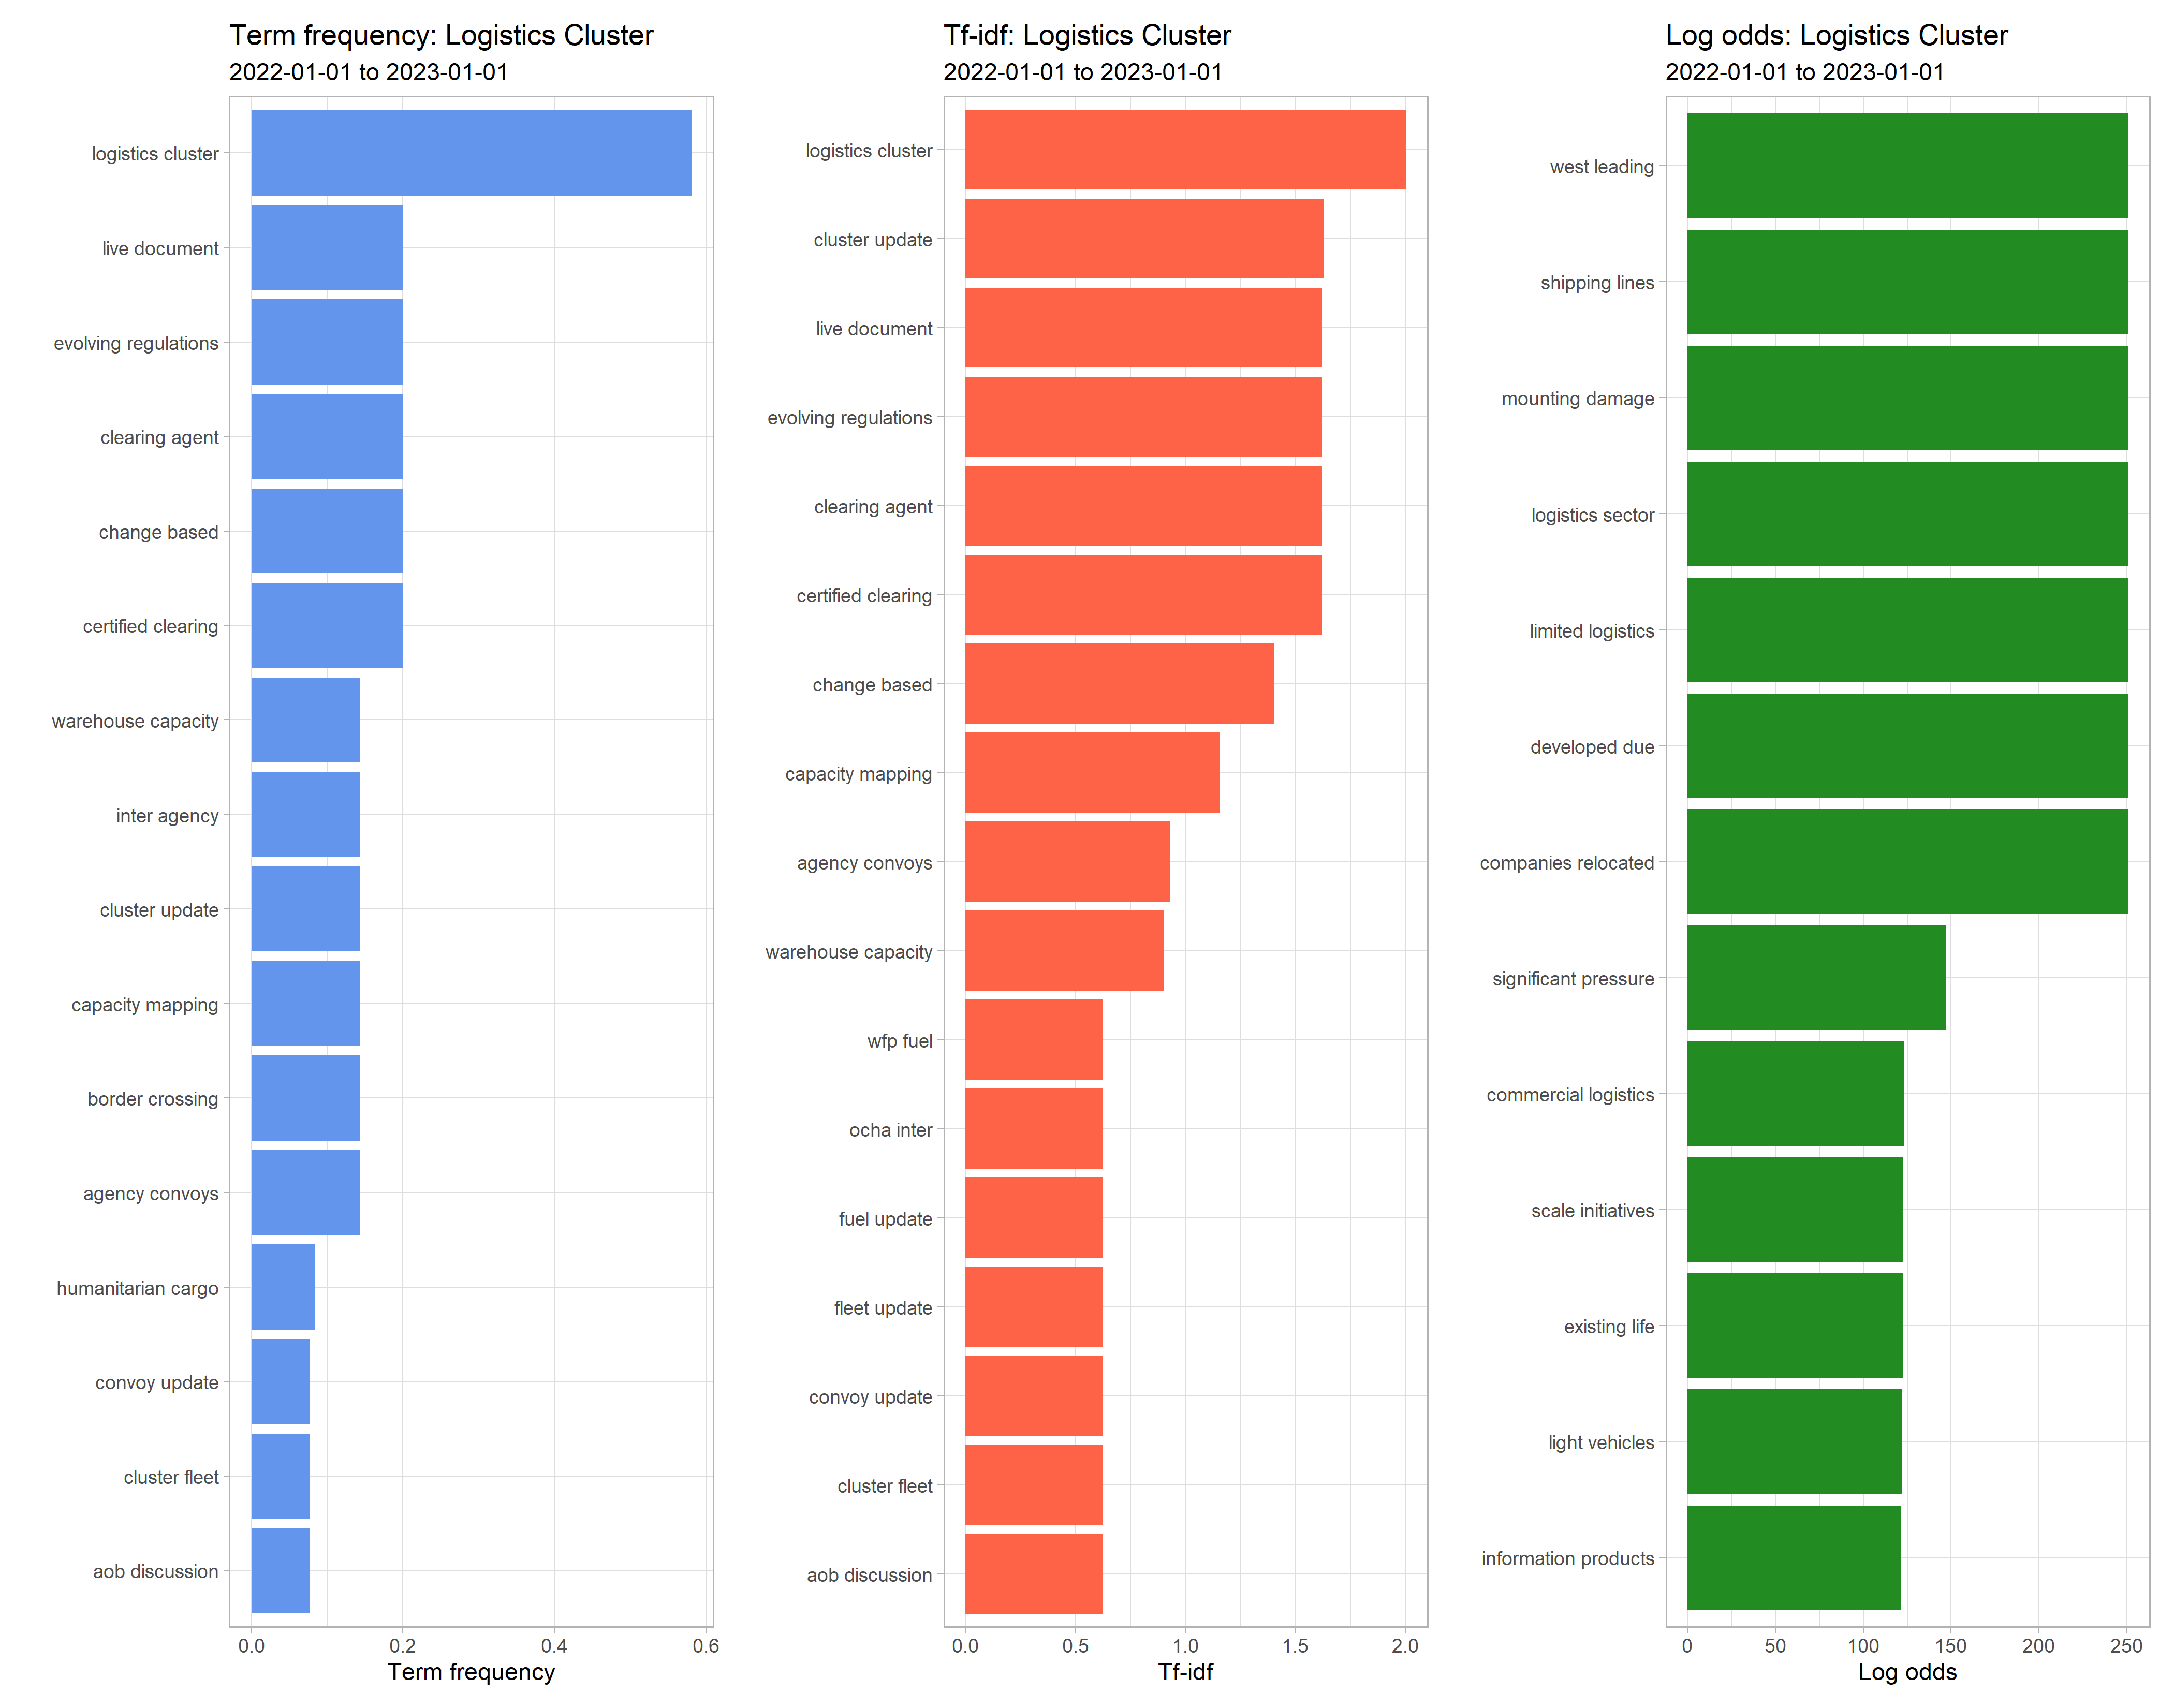 Term frequency: Logistics Cluster
2022-01-01 to 2023-01-01
logistics cluster
live document
evolving regulations
clearing agent
change based
certified clearing
warehouse capacity
inter agency
cluster update
capacity mapping
border crossing
agency convoys
humanitarian cargo
convoy update
cluster fleet
aob discussion
0.0 0.2 0.4 0.6
Term frequency
Tf-idf: Logistics Cluster
2022-01-01 to 2023-01-01
logistics cluster
cluster update
live document
evolving regulations
clearing agent
certified clearing
change based
capacity mapping
agency convoys
warehouse capacity
wfp fuel
ocha inter
fuel update
fleet update
convoy update
cluster fleet
aob discussion
0.0 0.5 1.0 1.5 2.0
Tf-idf
Log odds: Logistics Cluster
2022-01-01 to 2023-01-01
west leading
shipping lines
mounting damage
logistics sector
limited logistics
developed due
companies relocated
significant pressure
commercial logistics
scale initiatives
existing life
light vehicles
information products
0 50 100 150 200 250
Log odds